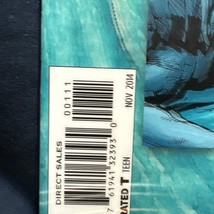 00111
DIRECT SALES
7 61941 32393 0
NOV 2014
RATED T TEEN